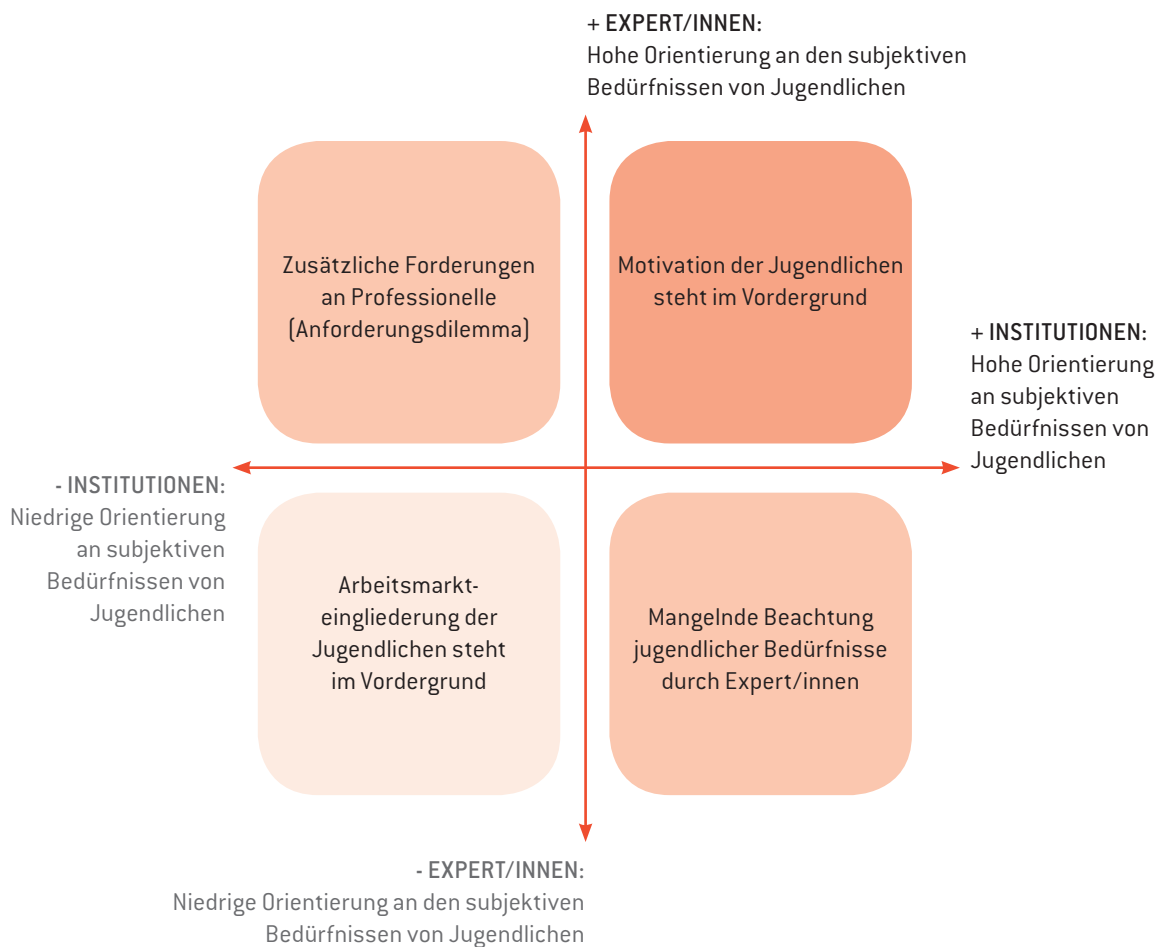 + EXPERT/INNEN:
Hohe Orientierung an den subjektiven
Bedürfnissen von Jugendlichen
Zusätzliche Forderungen
an Professionelle
(Anforderungsdilemma)
Motivation der Jugendlichen
steht im Vordergrund
+ INSTITUTIONEN:
Hohe Orientierung
an subjektiven
Bedürfnissen von
Jugendlichen
- INSTITUTIONEN:
Niedrige Orientierung
an subjektiven
Bedürfnissen von
Jugendlichen
Arbeitsmarkt-
eingliederung der
Jugendlichen steht
im Vordergrund
Mangelnde Beachtung
jugendlicher Bedürfnisse
durch Expert/innen
- EXPERT/INNEN:
Niedrige Orientierung an den subjektiven
Bedürfnissen von Jugendlichen